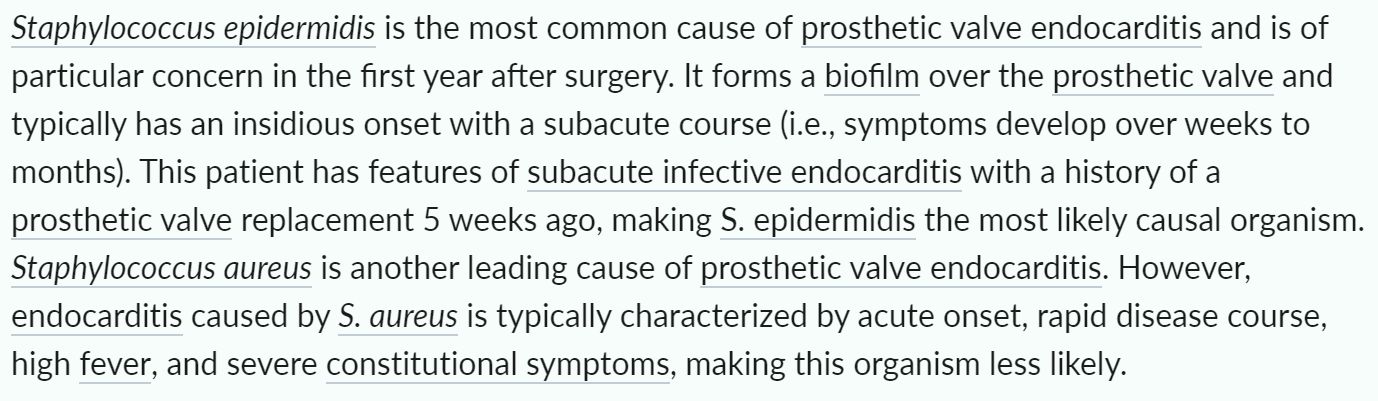 Staphylococcus epidermidis is the most common cause of prosthetic valve endocarditis and is of
particular concern in the first year after surgery. It forms a biofilm over the prosthetic valve and
typically has an insidious onset with a subacute course (i.e., symptoms develop over weeks to
months). This patient has features of subacute infective endocarditis with a history of a
prosthetic valve replacement 5 weeks ago, making S. epidermidis the most likely causal organism.
Staphylococcus aureus is another leading cause of prosthetic valve endocarditis. However,
endocarditis caused by S. aureus is typically characterized by acute onset, rapid disease course,
high fever, and severe constitutional symptoms, making this organism less likely.